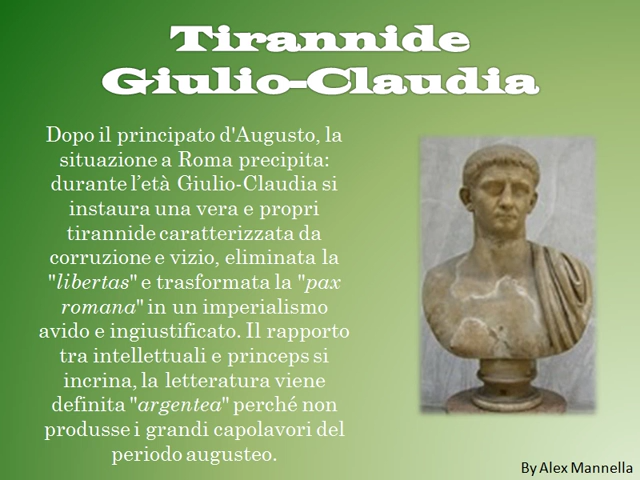 Tirannide
Giulio-Claudia
Dopo il principato d'Augusto, la
situazione a Roma precipita:
durante l'età Giulio-Claudia si
instaura una vera e propri
tirannide caratterizzata da
corruzione e vizio, eliminata la
"libertas" e trasformata la "pax
romana" in un imperialismo
avido e ingiustificato. Il rapporto
tra intellettuali e princeps si
incrina, la letteratura viene
definita "argentea" perché non
produsse i grandi capolavori del
periodo augusteo.
By Alex Mannella